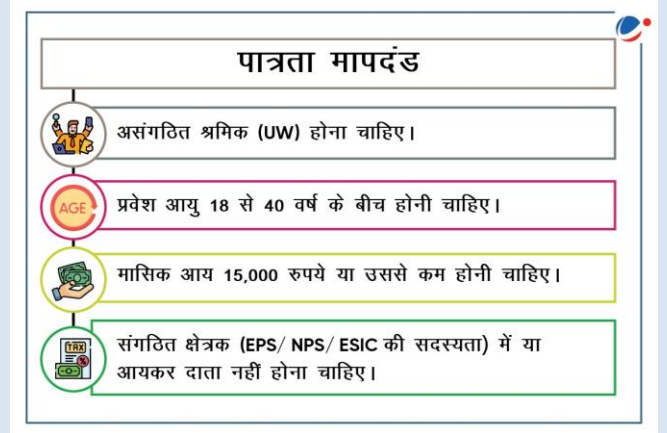 पात्रता मापदंड
असंगठित श्रमिक (UW) होना चाहिए।
AGE
प्रवेश आयु 18 से 40 वर्ष के बीच होनी चाहिए।
मासिक आय 15,000 रुपये या उससे कम होनी चाहिए।
TAX
संगठित क्षेत्रक (EPS/ NPS/ ESIC की सदस्यता) में या
आयकर दाता नहीं होना चाहिए।